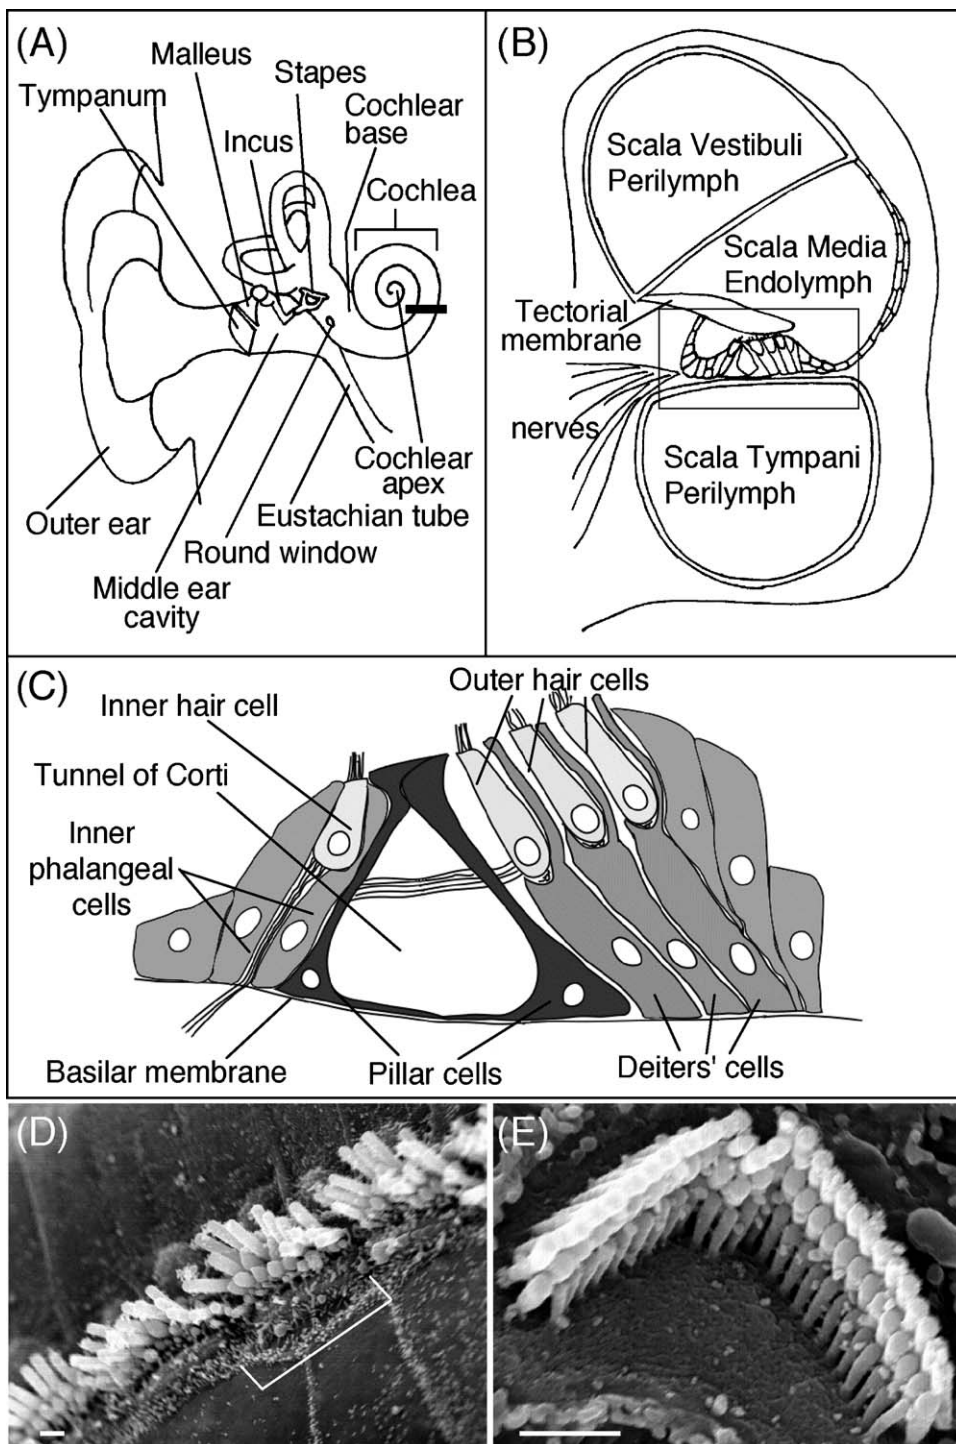 (A)
Malleus
Stapes
Tympanum
Cochlear
base
Incus
Cochlea
Cochlear
apex
Eustachian tube
Outer ear
Round window
Middle ear
cavity
(B)
Scala Vestibuli
Perilymph
Scala Media
Endolymph
Tectorial
membrane
nerves
Scala Tympani
Perilymph
(C)
Outer hair cells
Inner hair cell
Tunnel of Corti
Inner
phalangeal
cells
Basilar membrane
Pillar cells
Deiters' cells
(D)
(E)